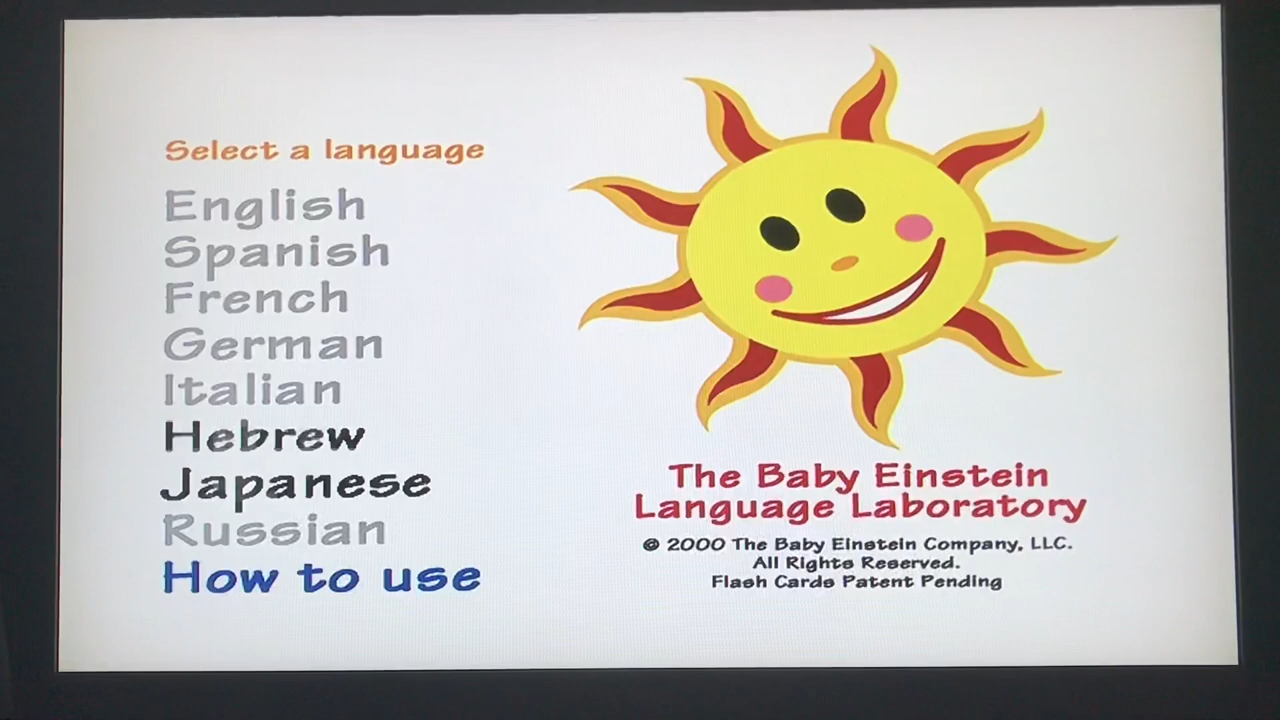 Select a language
English
Spanish
French
German
Italian
Hebrew
Japanese
Russian
How to use
The Baby Einstein
Language Laboratory
© 2000 The Baby Einstein Company, LLC.
All Rights Reserved.
Flash Cards Patent Pending